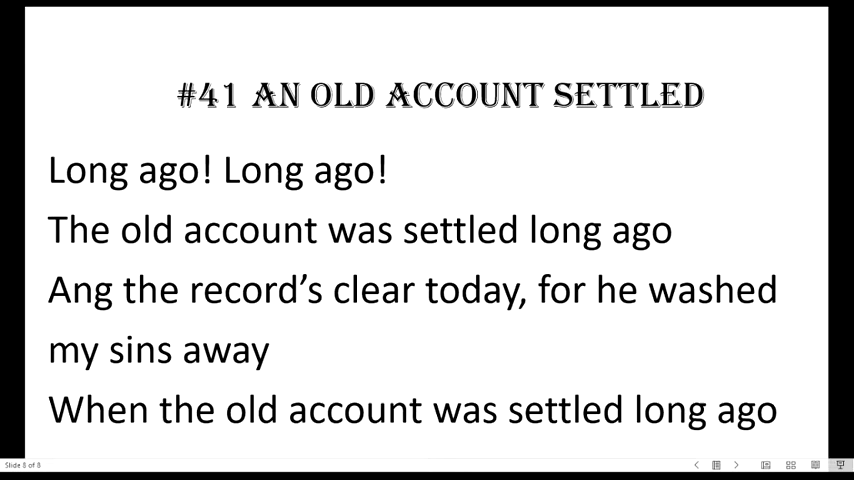 #41 AN OLD ACCOUNT SETTLED
Long ago! Long ago!
The old account was settled long ago
Ang the record’s clear today, for he washed
my sins away
When the old account was settled long ago
Slide 8 of 8